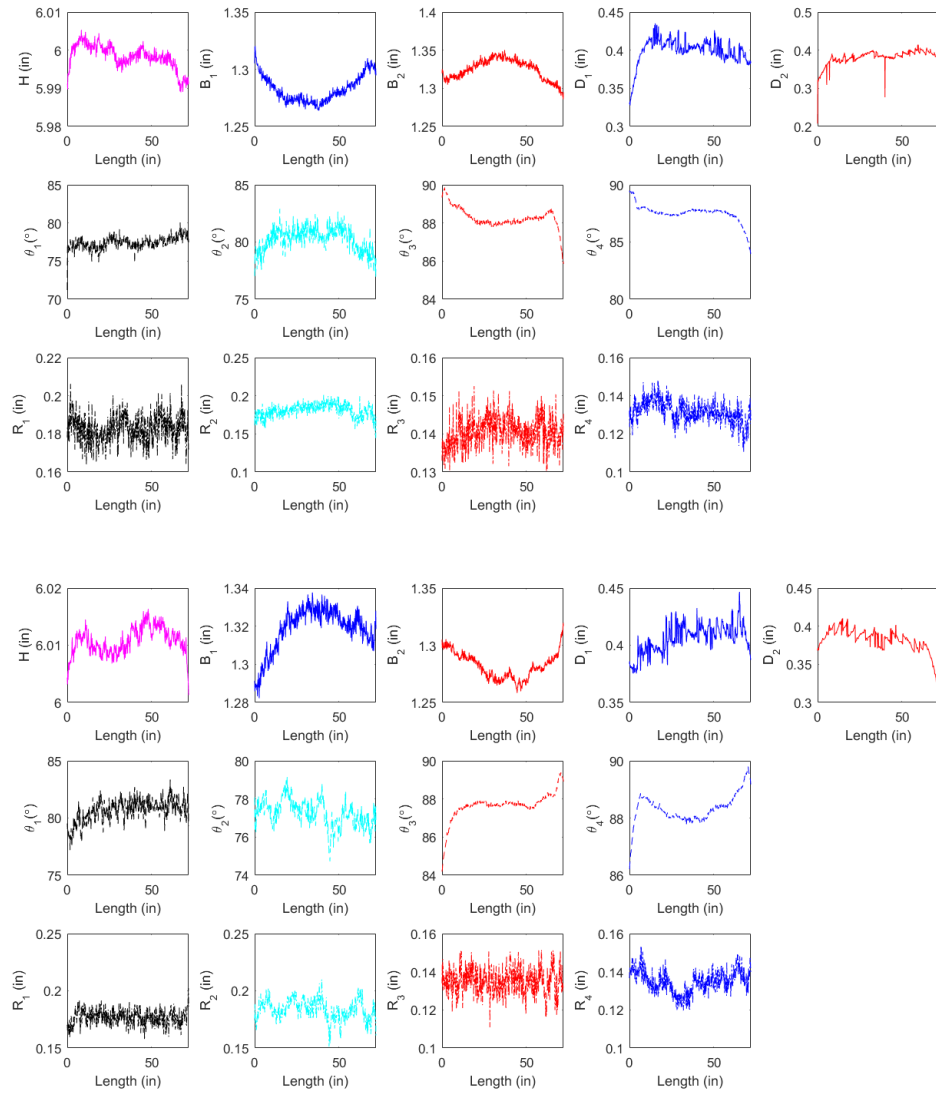 6.01 1.35 1.4 0.45 0.5
6 1.3 1.35 0.4 0.4
5.99 1.3 0.35 0.3
5.98 1.25 1.25 0.3 0.2
H (in) B₁ (in) B₂ (in) D₁ (in) D₂ (in)
0 50 0 50 0 50 0 50 0 50
Length (in) Length (in) Length (in) Length (in) Length (in)
85 85 90 90
80 88
80 85
75 86
70 75 84 80
θ₁(°) θ₂(°) θ₃(°) θ₄(°)
0 50 0 50 0 50 0 50
Length (in) Length (in) Length (in) Length (in)
0.22 0.25 0.16 0.16
0.2 0.2 0.15 0.14
0.18 0.15 0.14 0.12
0.16 0.1 0.13 0.1
R₁ (in) R₂ (in) R₃ (in) R₄ (in)
0 50 0 50 0 50 0 50
Length (in) Length (in) Length (in) Length (in)
6.02 1.34 1.35 0.45 0.45
1.32 0.4
6.01 1.3 0.4
1.3 0.35
6 1.28 1.25 0.35 0.3
H (in) B₁ (in) B₂ (in) D₁ (in) D₂ (in)
0 50 0 50 0 50 0 50 0 50
Length (in) Length (in) Length (in) Length (in) Length (in)
85 80 90 90
78 88
80 88
76 86
75 74 84 86
θ₁(°) θ₂(°) θ₃(°) θ₄(°)
0 50 0 50 0 50 0 50
Length (in) Length (in) Length (in) Length (in)
0.25 0.25 0.16 0.16
0.14 0.14
0.2 0.2
0.12 0.12
0.15 0.15 0.1 0.1
R₁ (in) R₂ (in) R₃ (in) R₄ (in)
0 50 0 50 0 50 0 50
Length (in) Length (in) Length (in) Length (in)